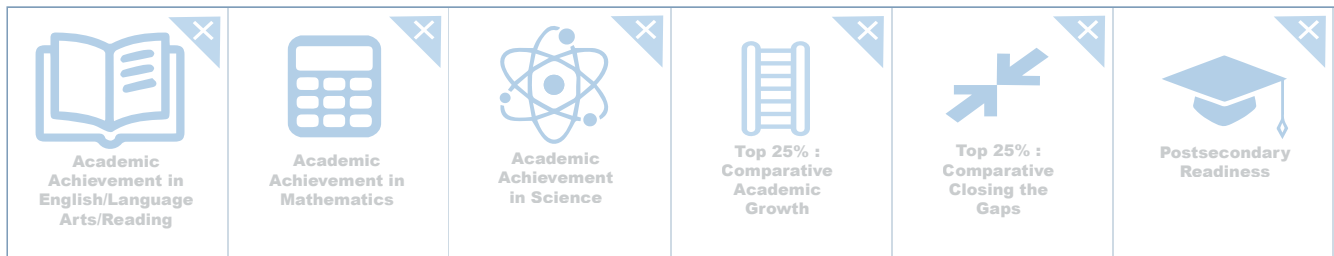 Academic
Achievement in
English/Language
Arts/Reading
Academic
Achievement in
Mathematics
Academic
Achievement
in Science
Top 25% :
Comparative
Academic
Growth
Top 25% :
Comparative
Closing the
Gaps
Postsecondary
Readiness